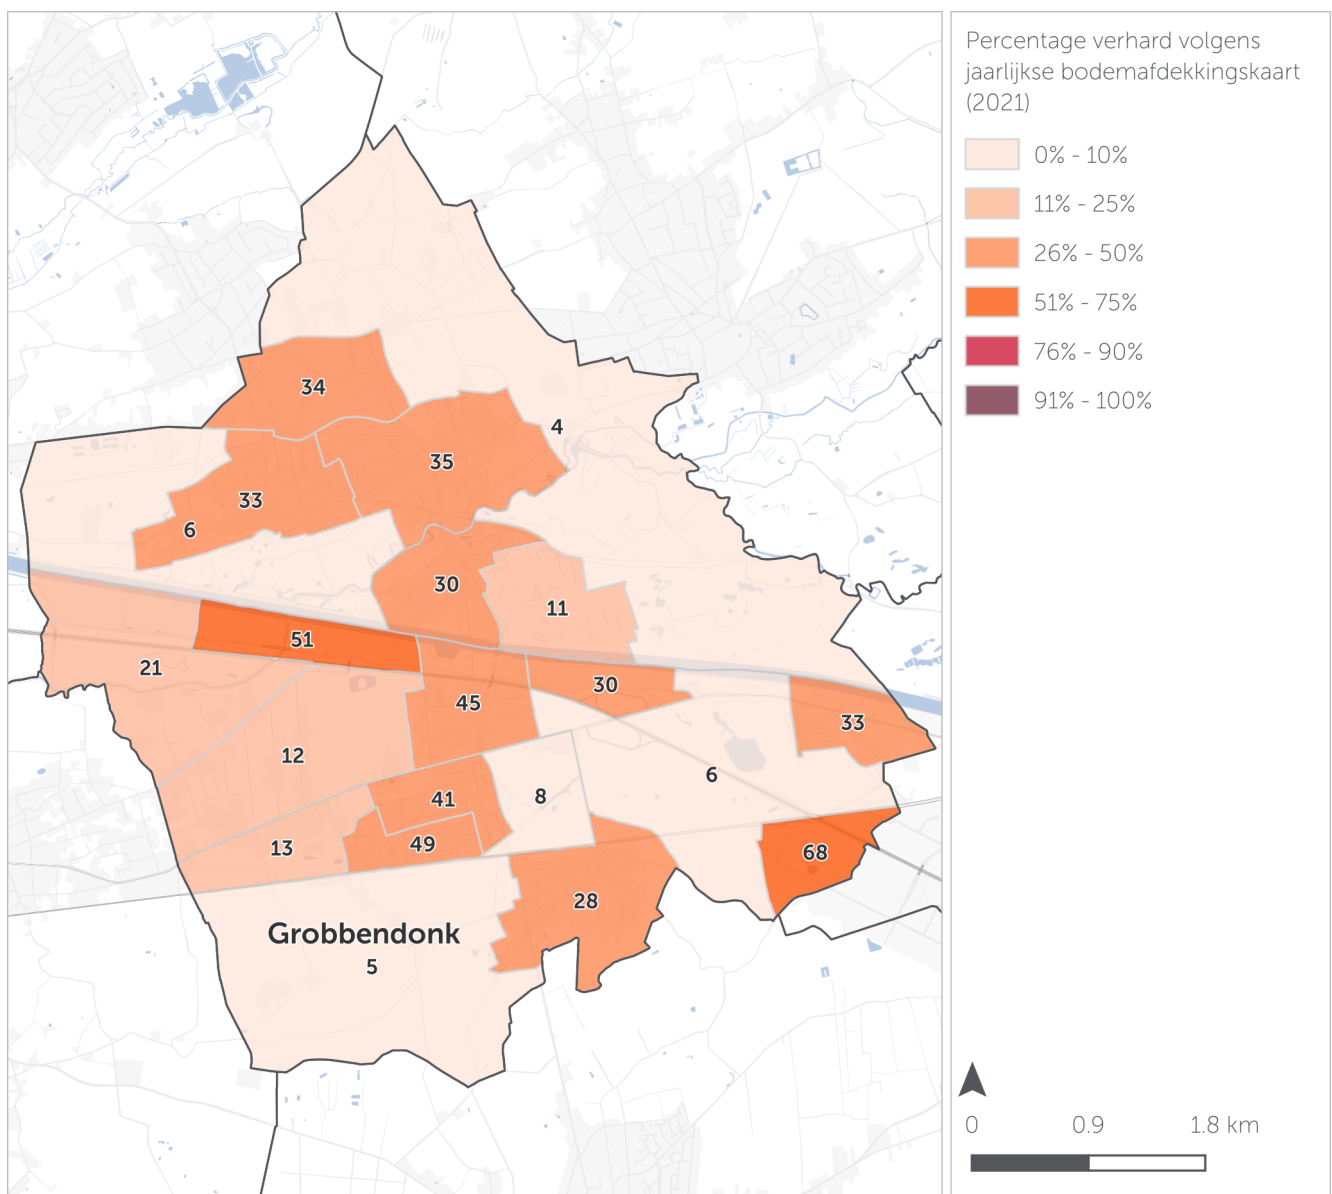 Percentage verhard volgens
jaarlijkse bodemafdekkingskaart
(2021)
0% - 10%
11% - 25%
26% - 50%
51% - 75%
76% - 90%
91% - 100%
34
4
35
33
6
30
11
51
21
30
45
33
12
6
8
41
13
49
68
28
Grobbendonk
5
0 0.9 1.8 km